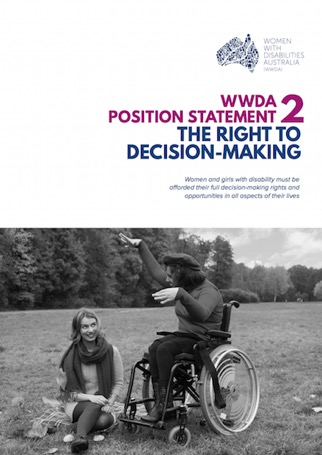 WOMEN
WITH
DISABILITIES
AUSTRALIA
(WWDA)
WWDA
POSITION STATEMENT 2
THE RIGHT TO
DECISION-MAKING
Women and girls with disability must be
afforded their full decision-making rights and
opportunities in all aspects of their lives